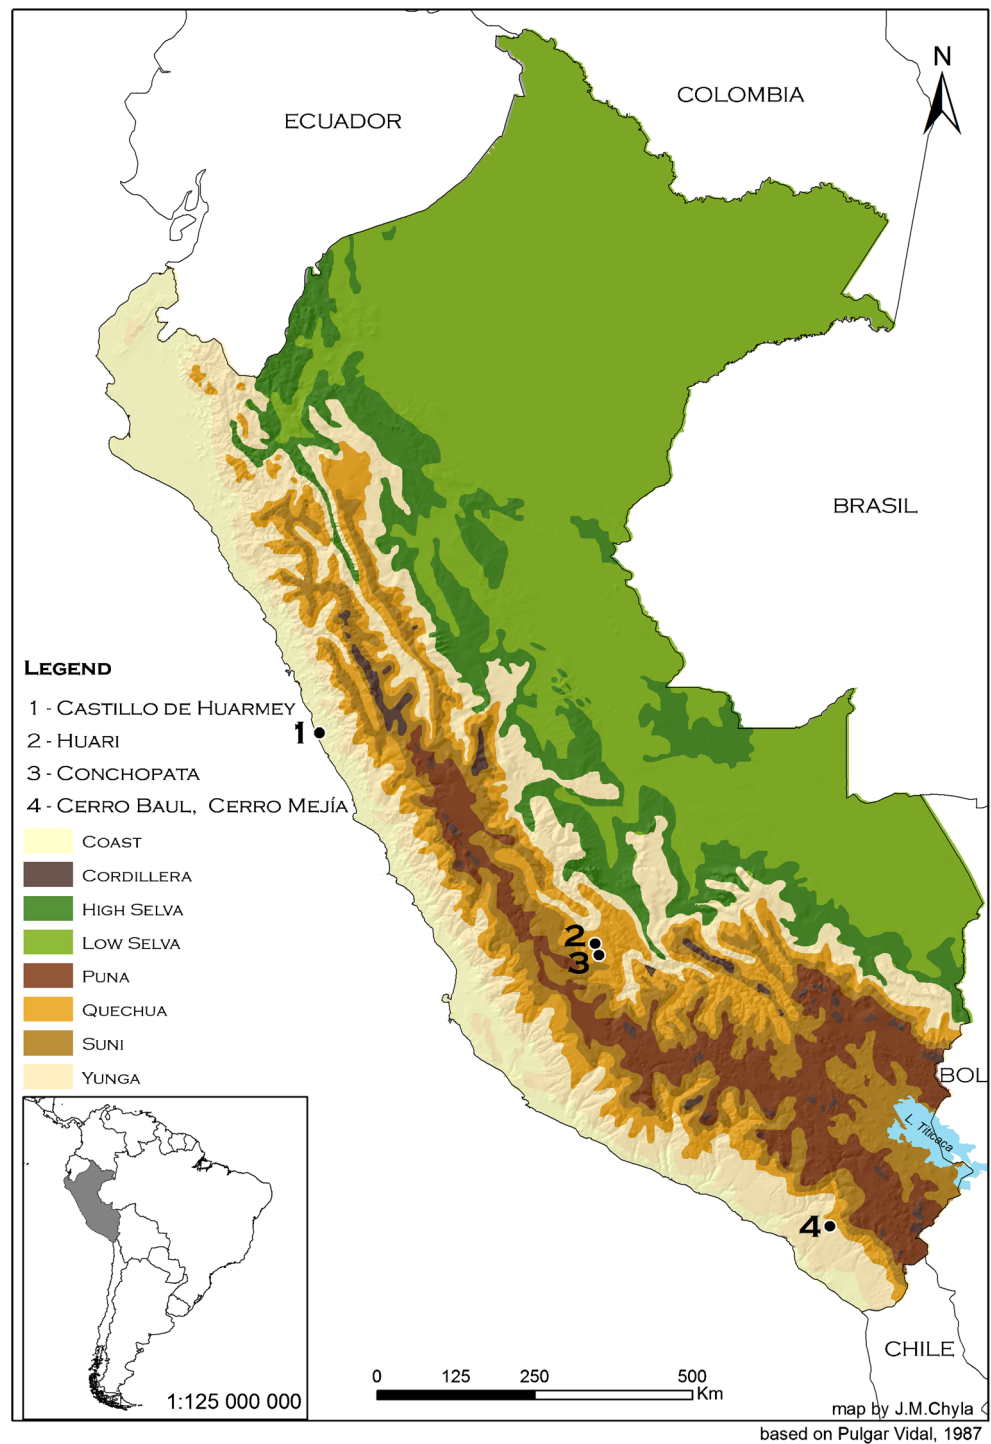 N
COLOMBIA
ECUADOR
BRASIL
LEGEND
1 - CASTILLO DE HUARMEY
2 - HUARI
3 - CONCHOPATA
4 - CERRO BAUL, CERRO MEJÍA
COAST
CORDILLERA
HIGH SELVA
LOW SELVA
PUNA
QUECHUA
SUNI
YUNGA
1
2
3
4
BOL
L. Titicaca
CHILE
1:125 000 000
0 125 250 500
Km
map by J.M.Chyla
based on Pulgar Vidal, 1987